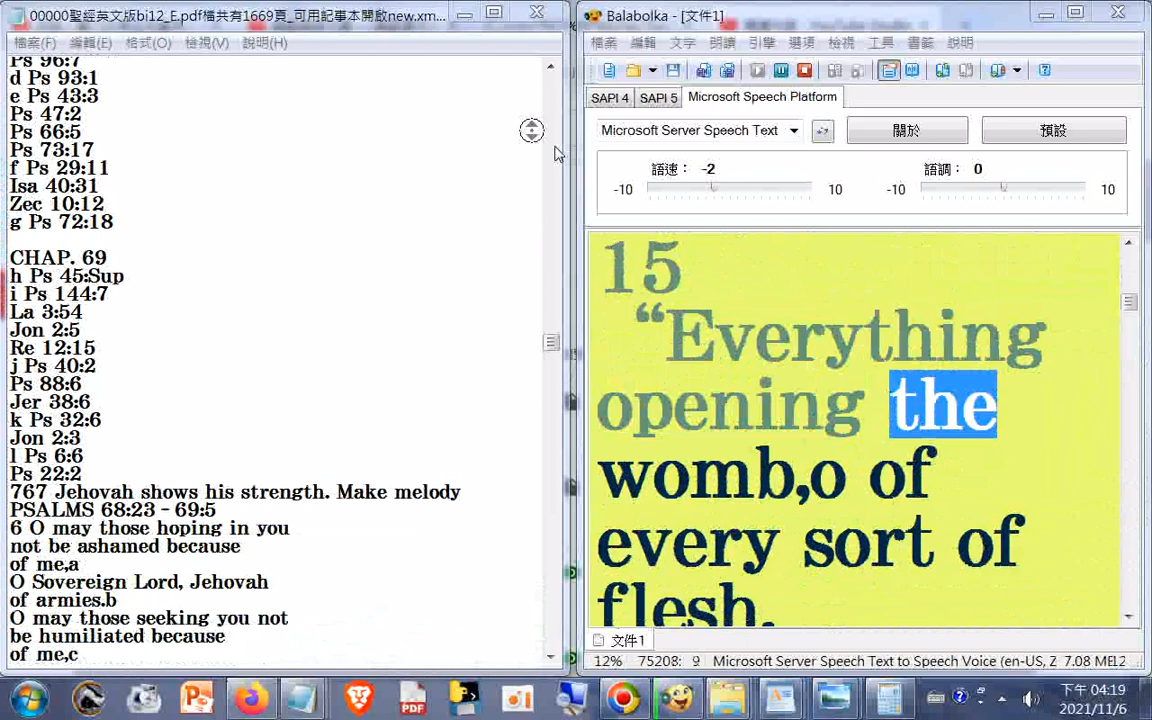 00000聖經英文版bi12_E.pdf檔共有1669頁_可用記事本開啟new.xm...
檔案(F) 編輯(E) 格式(O) 檢視(V) 說明(H)
Ps 96:7
d Ps 93:1
e Ps 43:3
Ps 47:2
Ps 66:5
Ps 73:17
f Ps 29:11
Isa 40:31
Zec 10:12
g Ps 72:18
CHAP. 69
h Ps 45:Sup
i Ps 144:7
La 3:54
Jon 2:5
Re 12:15
j Ps 40:2
Ps 88:6
Jer 38:6
k Ps 32:6
Jon 2:3
l Ps 6:6
Ps 22:2
767 Jehovah shows his strength. Make melody
PSALMS 68:23 – 69:5
6 O may those hoping in you
not be ashamed because
of me,a
O Sovereign Lord, Jehovah
of armies.b
O may those seeking you not
be humiliated because
of me,c
Balabolka - [文件1]
檔案 編輯 文字 朗讀 引擎 選項 檢視 工具 書籤 說明
SAPI 4 SAPI 5 Microsoft Speech Platform
Microsoft Server Speech Text 關於 預設
語速： -2 語調： 0
-10 10 -10 10
15
“Everything
opening the
womb,o of
every sort of
flesh,
文件1
12% 75208: 9 Microsoft Server Speech Text to Speech Voice (en-US, Z 7.08 ME12
下午 04:19
2021/11/6